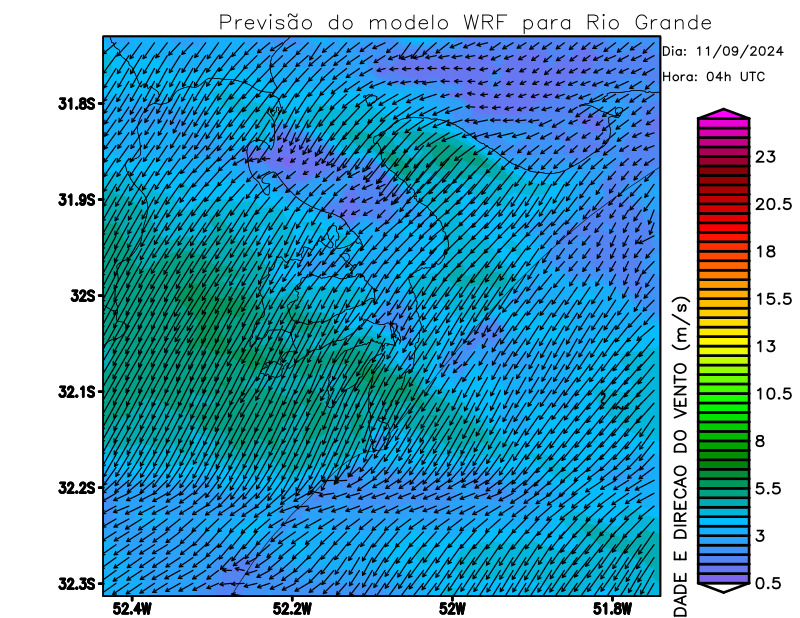 Previsão do modelo WRF para Rio Grande
Dia: 11/09/2024
Hora: 04h UTC
31.8S
31.9S
32S
32.1S
32.2S
32.3S
52.4W
52.2W
52W
51.8W
23
20.5
18
15.5
13
10.5
8
5.5
3
0.5
DADE E DIRECAO DO VENTO (m/s)